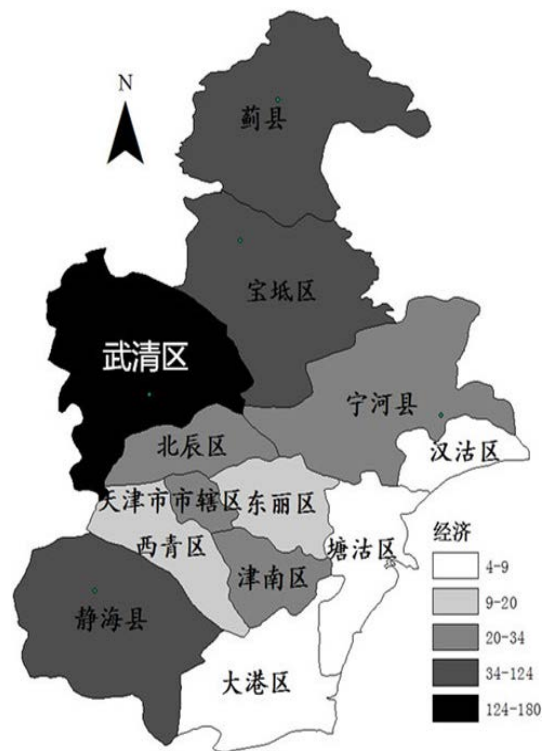 N
蓟县
宝坻区
武清区
宁河县
北辰区
汉沽区
天津市市辖区
东丽区
西青区
塘沽区
津南区
静海县
大港区
经济
4-9
9-20
20-34
34-124
124-180